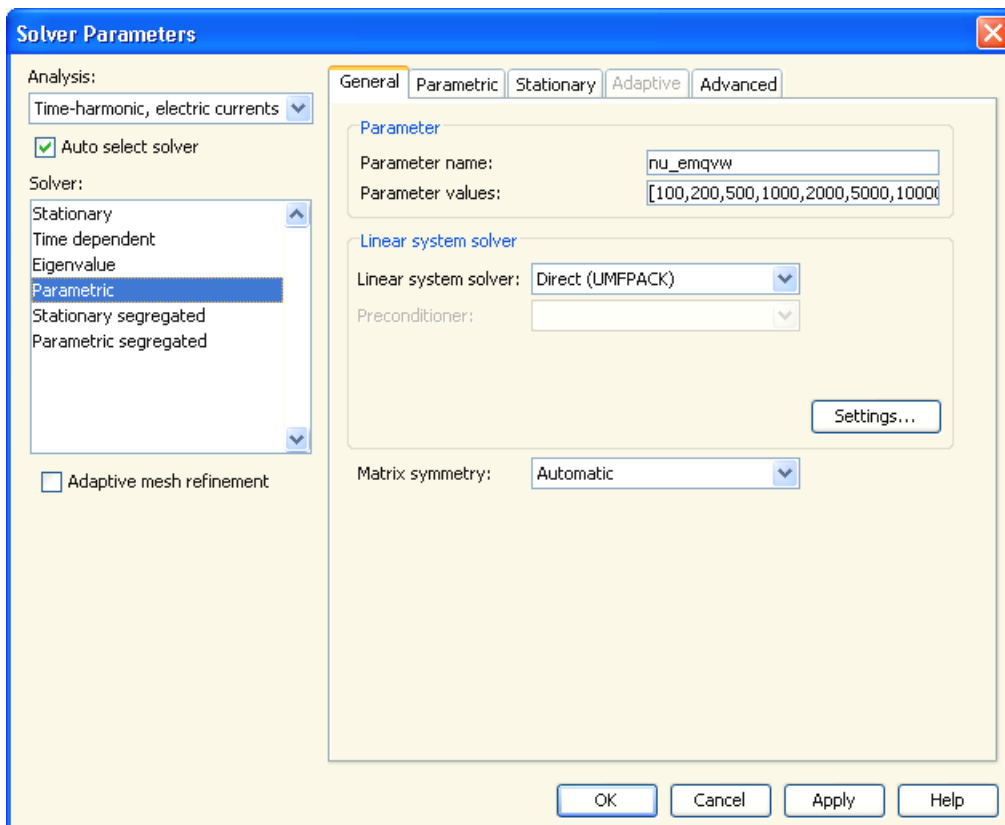 Solver Parameters
Analysis:
Time-harmonic, electric currents
Auto select solver
Solver:
Stationary
Time dependent
Eigenvalue
Parametric
Stationary segregated
Parametric segregated
Adaptive mesh refinement
General Parametric Stationary Adaptive Advanced
Parameter
Parameter name: nu_emqvw
Parameter values: [100,200,500,1000,2000,5000,10000
Linear system solver
Linear system solver: Direct (UMFPACK)
Preconditioner:
Settings...
Matrix symmetry: Automatic
OK Cancel Apply Help